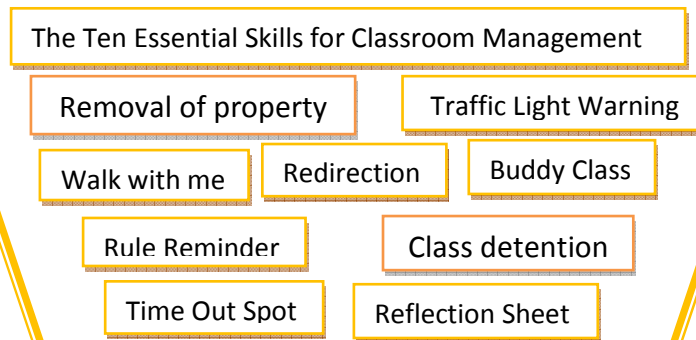 The Ten Essential Skills for Classroom Management
Removal of property
Traffic Light Warning
Walk with me
Redirection
Buddy Class
Rule Reminder
Class detention
Time Out Spot
Reflection Sheet